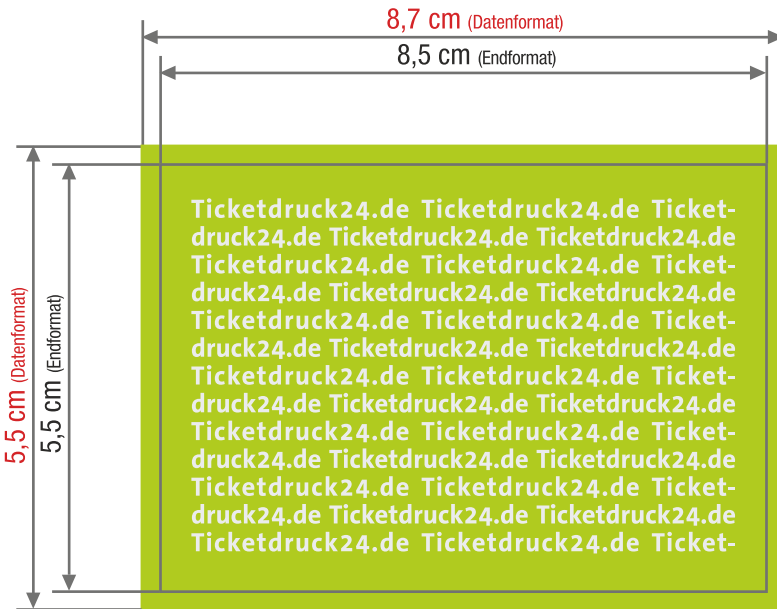 8,7 cm (Datenformat)
8,5 cm (Endformat)
5,5 cm (Datenformat)
5,5 cm (Endformat)
Ticketdruck24.de Ticketdruck24.de Ticket-
druck24.de Ticketdruck24.de Ticketdruck24.de
Ticketdruck24.de Ticketdruck24.de Ticket-
druck24.de Ticketdruck24.de Ticketdruck24.de
Ticketdruck24.de Ticketdruck24.de Ticket-
druck24.de Ticketdruck24.de Ticketdruck24.de
Ticketdruck24.de Ticketdruck24.de Ticket-
druck24.de Ticketdruck24.de Ticketdruck24.de
Ticketdruck24.de Ticketdruck24.de Ticket-
druck24.de Ticketdruck24.de Ticketdruck24.de
Ticketdruck24.de Ticketdruck24.de Ticket-
druck24.de Ticketdruck24.de Ticketdruck24.de
Ticketdruck24.de Ticketdruck24.de Ticket-